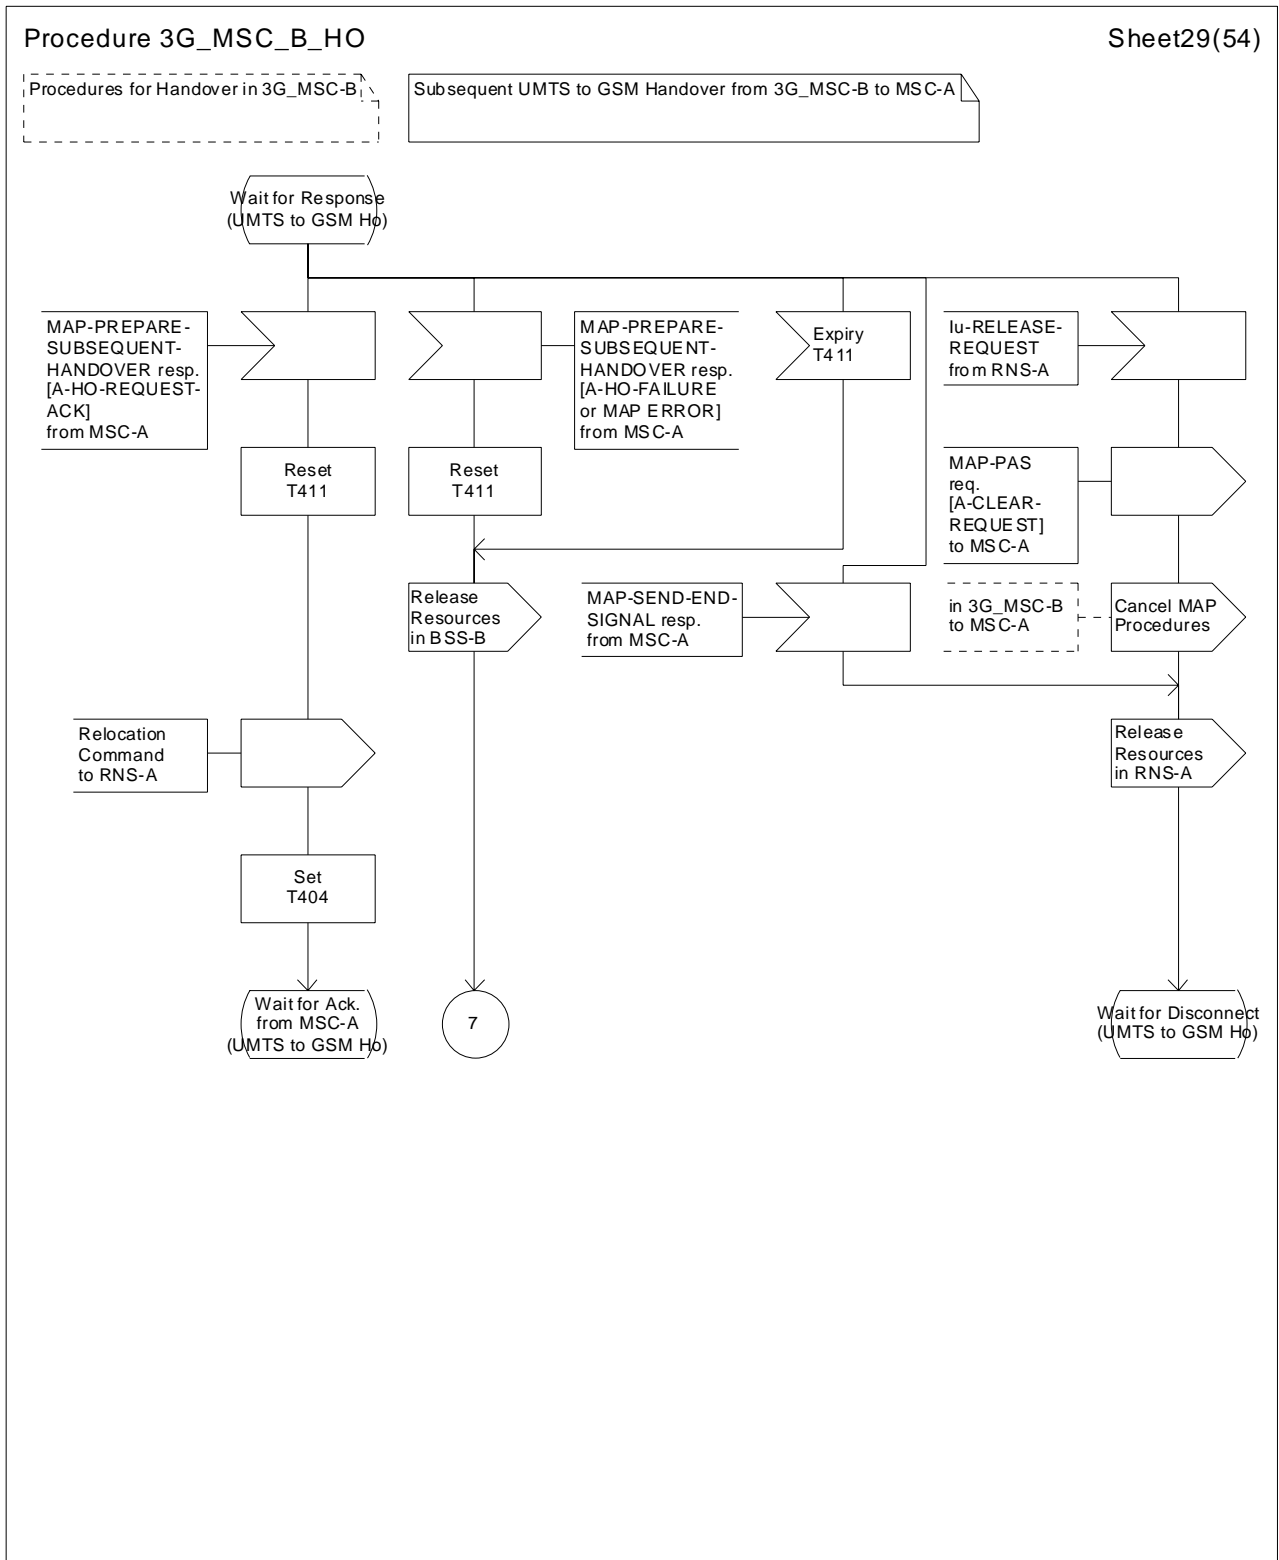 Procedure 3G_MSC_B_HO
Sheet29(54)
Procedures for Handover in 3G_MSC-B
Subsequent UMTS to GSM Handover from 3G_MSC-B to MSC-A
Wait for Response
(UMTS to GSM Ho)
MAP-PREPARE-
SUBSEQUENT-
HANDOVER resp.
[A-HO-REQUEST-
ACK]
from MSC-A
MAP-PREPARE-
SUBSEQUENT-
HANDOVER resp.
[A-HO-FAILURE
or MAP ERROR]
from MSC-A
Expiry
T411
Iu-RELEASE-
REQUEST
from RNS-A
Reset
T411
Reset
T411
MAP-PAS
req.
[A-CLEAR-
REQUEST]
to MSC-A
Release
Resources
in BSS-B
MAP-SEND-END-
SIGNAL resp.
from MSC-A
in 3G_MSC-B
to MSC-A
Cancel MAP
Procedures
Relocation
Command
to RNS-A
Release
Resources
in RNS-A
Set
T404
Wait for Ack.
from MSC-A
(UMTS to GSM Ho)
7
Wait for Disconnect
(UMTS to GSM Ho)